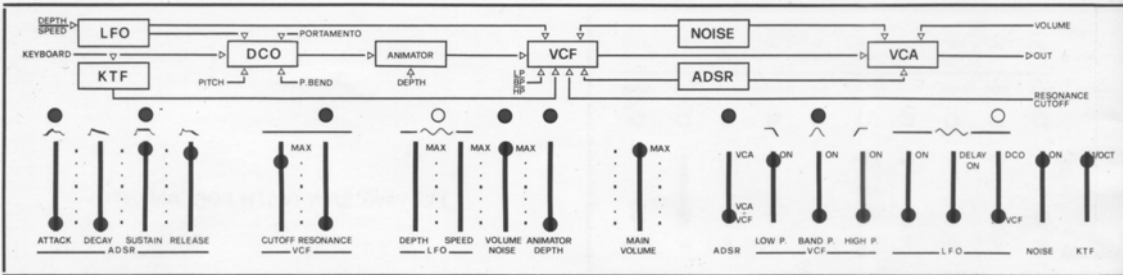 DEPTH
SPEED
LFO
NOISE
VOLUME
PORTAMENTO
KEYBOARD
DCO
ANIMATOR
VCF
VCA
OUT
KTF
PITCH
P.BEND
DEPTH
LP
BP
HP
ADSR
RESONANCE
CUTOFF
MAX MAX MAX MAX MAX VCA ON ON ON ON DELAY ON DCO ON 1/OCT
VCA
VCF VCF
ATTACK DECAY SUSTAIN RELEASE CUTOFF RESONANCE DEPTH SPEED VOLUME ANIMATOR MAIN ADSR LOW P. BAND P. HIGH P. NOISE KTF
ADSR VCF LFO NOISE DEPTH VOLUME VCF LFO